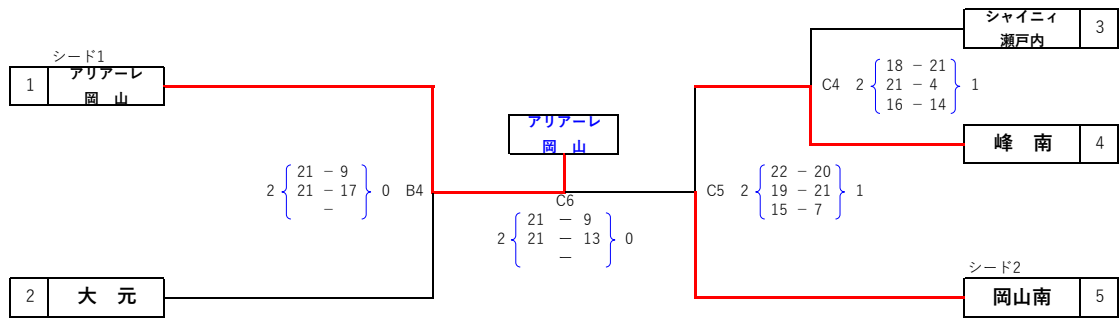 シード1
1 アリアーレ
岡　山
2 大　元
2 21 － 9 0 B4
21 － 17
－
アリアーレ
岡　山
C6
2 21 － 9 0
21 － 13
－
シャイニィ 3
瀬戸内
C4 2 18 － 21 1
21 － 4
16 － 14
峰　南 4
C5 2 22 － 20 1
19 － 21
15 － 7
シード2
岡山南 5